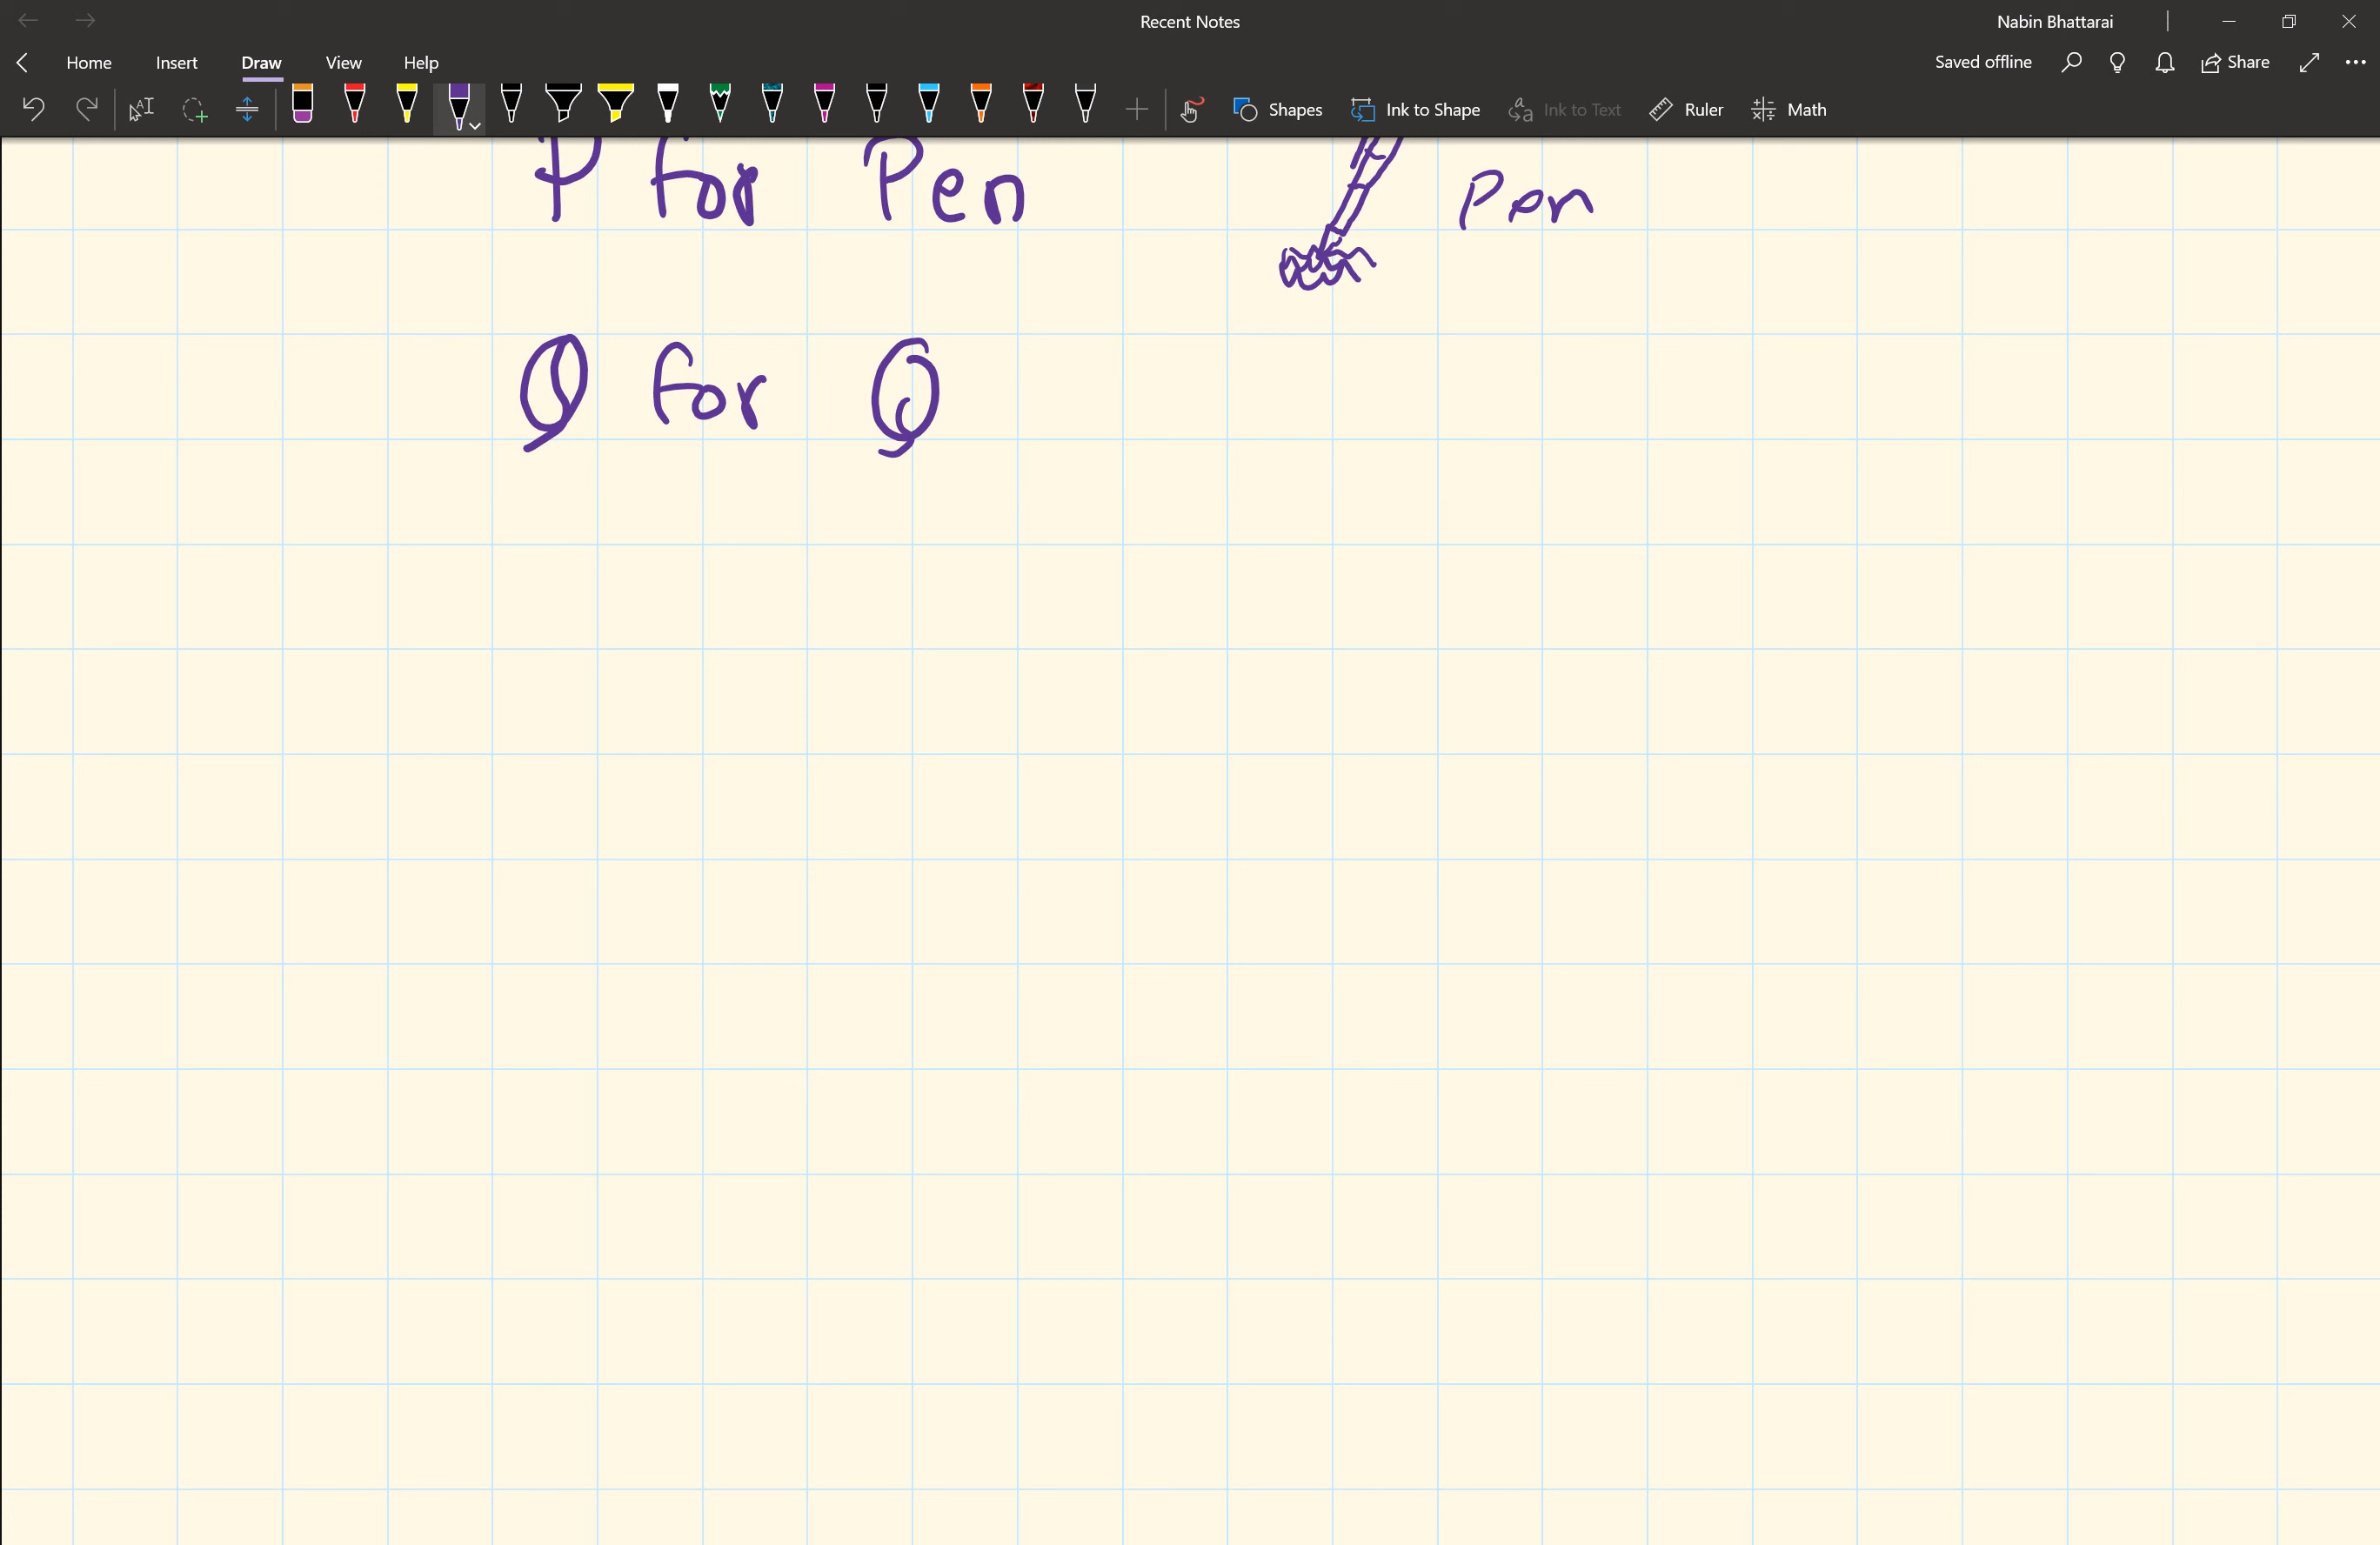 Recent Notes
Nabin Bhattarai
Home Insert Draw View Help
Saved offline
Share
Shapes
Ink to Shape
Ink to Text
Ruler
Math
P for Pen
Pen
Q for Q